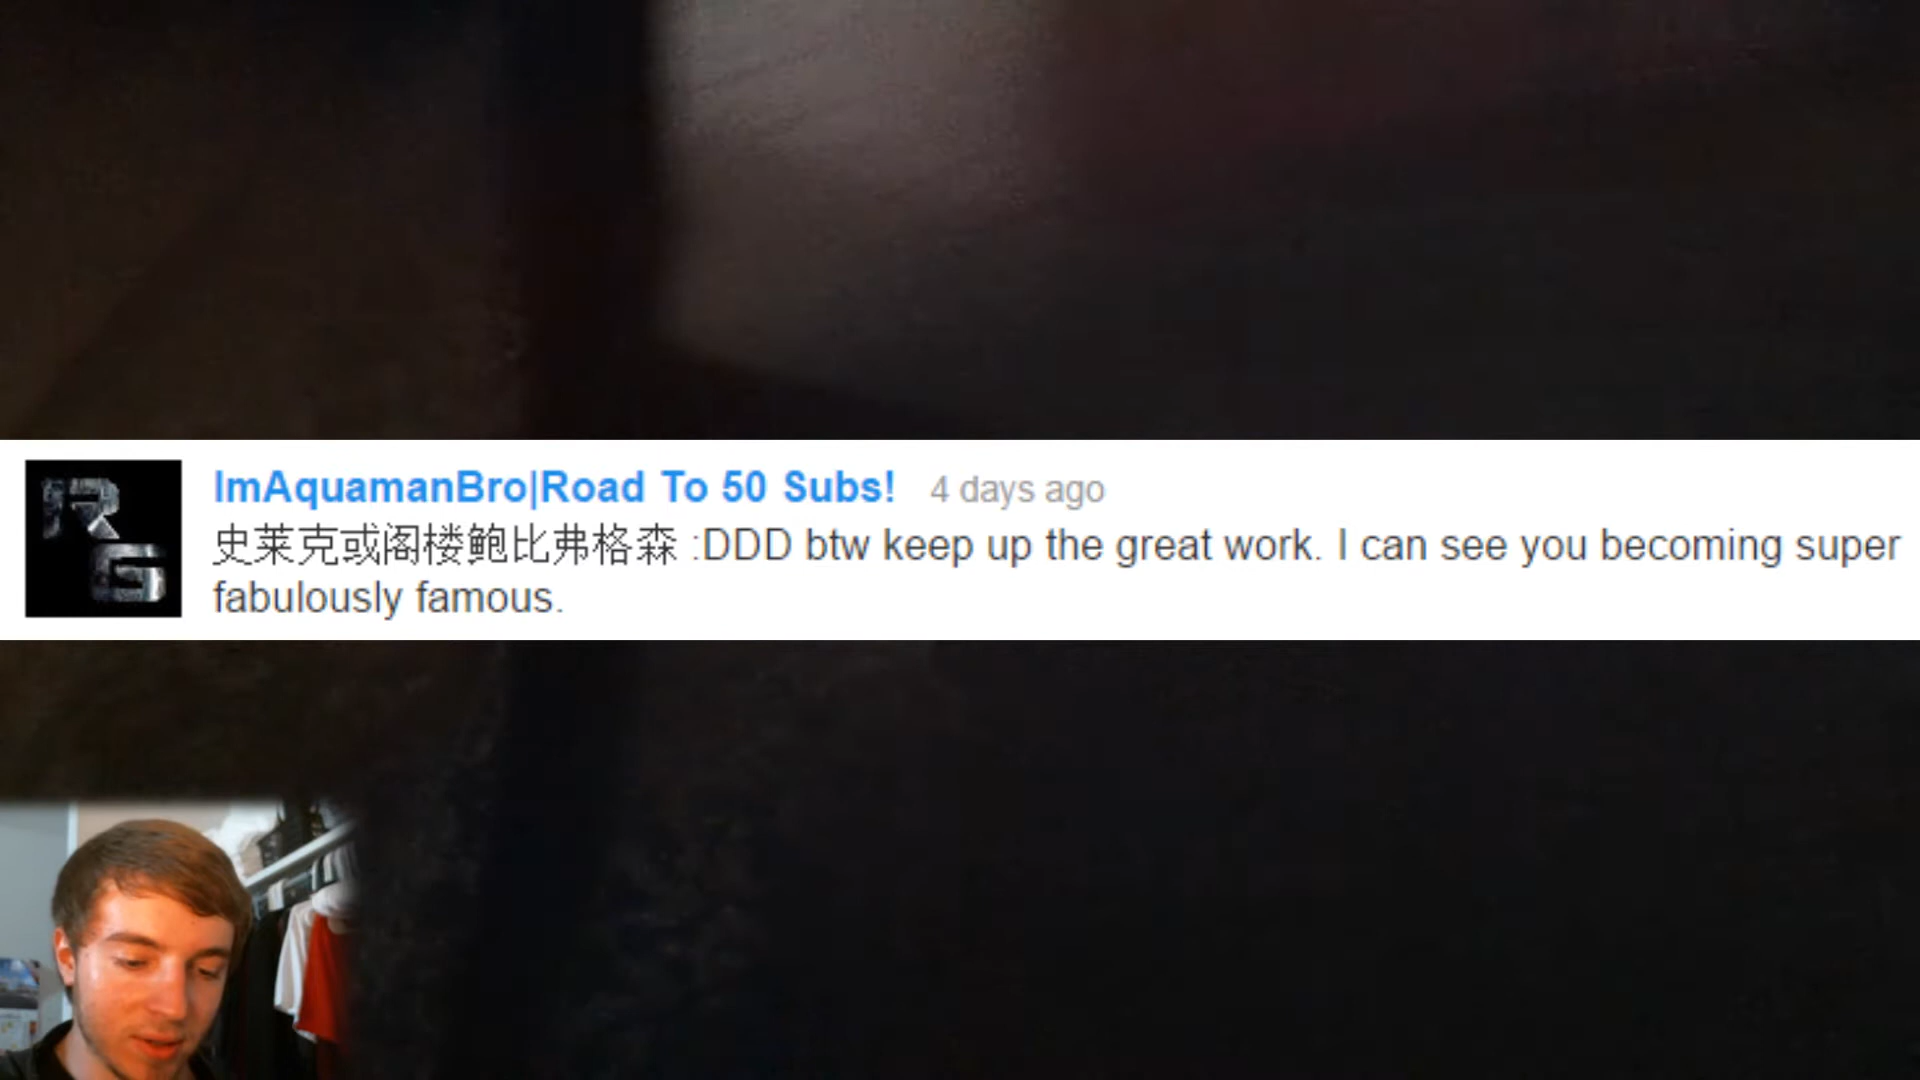 R
G
ImAquamanBro|Road To 50 Subs! 4 days ago
史莱克或阁楼鲍比弗格森 :DDD btw keep up the great work. I can see you becoming super
fabulously famous.